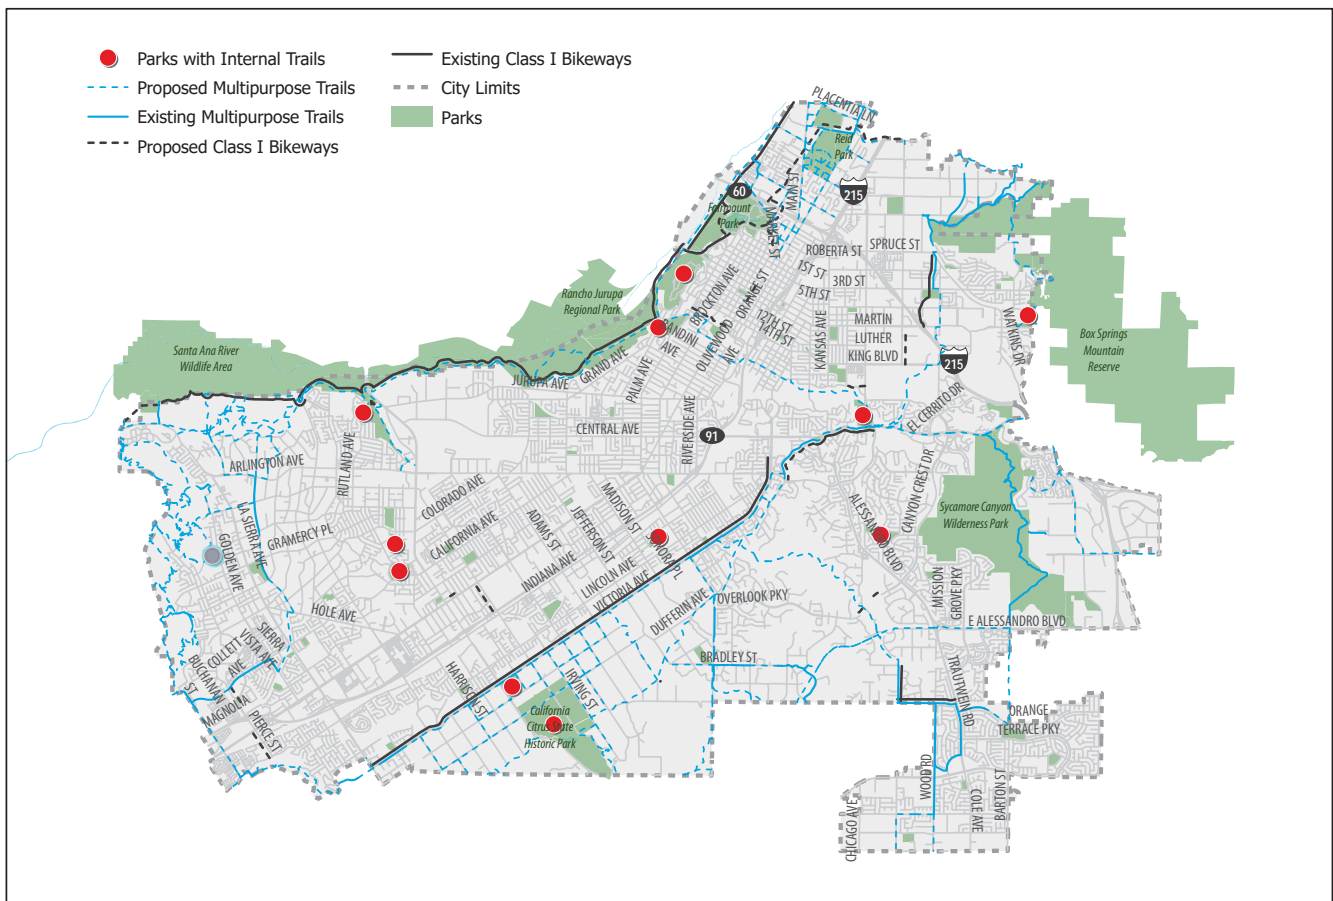 Parks with Internal Trails
Proposed Multipurpose Trails
Existing Multipurpose Trails
Proposed Class I Bikeways
Existing Class I Bikeways
City Limits
Parks
PLACENTIA LN
Reid
Park
215
60
Fairmount
Park
MAIN ST
MARKET ST
ROBERTA ST
SPRUCE ST
1ST ST
3RD ST
5TH ST
BROCKTON AVE
ORANGE ST
12TH ST
14TH ST
KANSAS AVE
MARTIN
LUTHER
KING BLVD
WATKINS DR
215
Box Springs
Mountain
Reserve
Rancho Jurupa
Regional Park
Santa Ana River
Wildlife Area
BANDINI
AVE
OLIVEWOOD
AVE
GRAND AVE
JURUPA AVE
PALM AVE
EL CERRITO DR
CENTRAL AVE
RIVERSIDE AVE
91
ARLINGTON AVE
RUTLAND AVE
COLORADO AVE
CALIFORNIA AVE
MADISON ST
JEFFERSON ST
ADAMS ST
INDIANA AVE
LINCOLN AVE
VICTORIA AVE
SONORA PL
ALESSANDRO BLVD
CANYON CREST DR
Sycamore Canyon
Wilderness Park
LA SIERRA AVE
GOLDEN AVE
GRAMERCY PL
HOLE AVE
DUFFERIN AVE
OVERLOOK PKY
MISSION
GROVE PKY
E ALESSANDRO BLVD
BRADLEY ST
SIERRA
VISTA AVE
COLLETT
AVE
BUCHANAN
ST
MAGNOLIA
PIERCE ST
HARRISON ST
IRVING ST
California
Citrus State
Historic Park
TRAUTWEIN RD
ORANGE
TERRACE PKY
WOOD RD
COLE AVE
BARTON ST
CHICAGO AVE